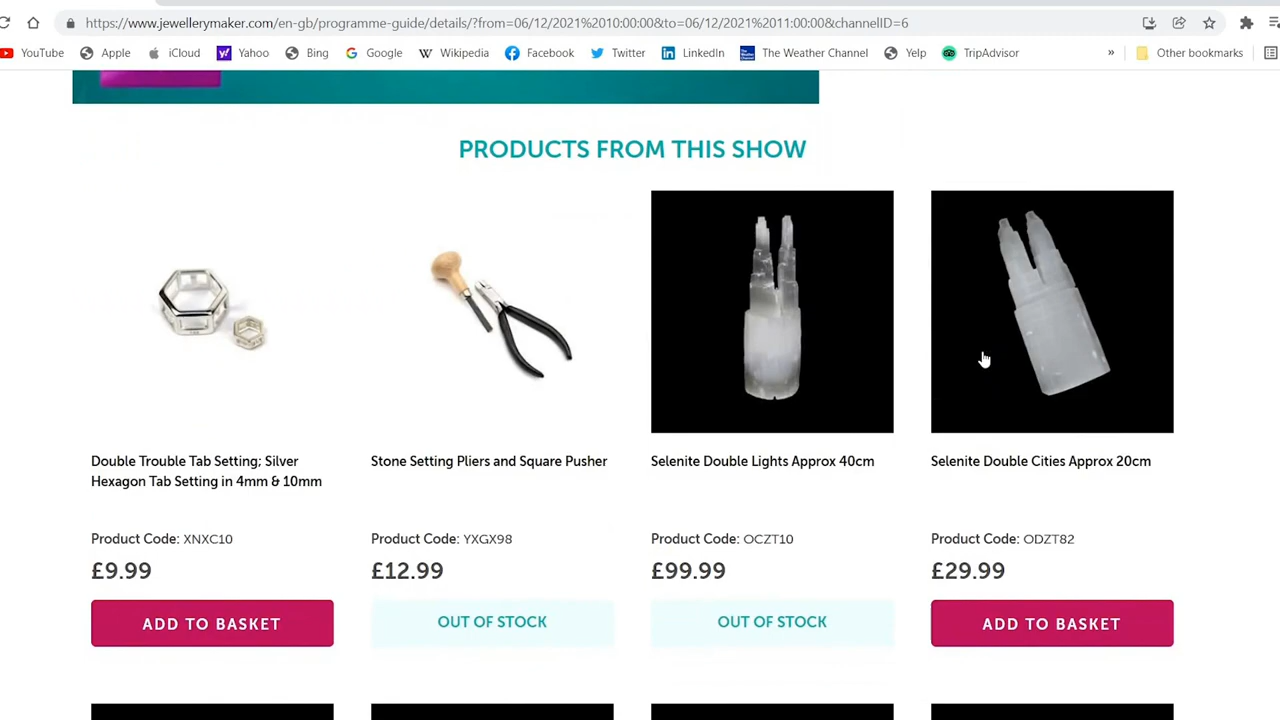 https://www.jewellerymaker.com/en-gb/programme-guide/details/?from=06/12/2021%2010:00:00&to=06/12/2021%2011:00:00&channelID=6
YouTube Apple iCloud Yahoo Bing Google Wikipedia Facebook Twitter LinkedIn The Weather Channel Yelp TripAdvisor » Other bookmarks
PRODUCTS FROM THIS SHOW
Double Trouble Tab Setting; Silver
Hexagon Tab Setting in 4mm & 10mm
Product Code: XNXC10
£9.99
ADD TO BASKET
Stone Setting Pliers and Square Pusher
Product Code: YXGX98
£12.99
OUT OF STOCK
Selenite Double Lights Approx 40cm
Product Code: OCZT10
£99.99
OUT OF STOCK
Selenite Double Cities Approx 20cm
Product Code: ODZT82
£29.99
ADD TO BASKET